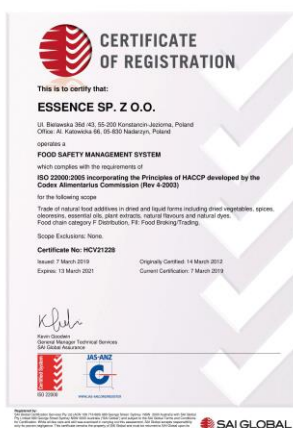 CERTIFICATE
OF REGISTRATION
This is to certify that:
ESSENCE SP. Z O.O.
Ul. Bielawska 36d /43, 55-200 Konstancin-Jeziorna, Poland
Office: Al. Katowicka 66, 05-830 Nadarzyn, Poland
operates a
FOOD SAFETY MANAGEMENT SYSTEM
which complies with the requirements of
ISO 22000:2005 incorporating the Principles of HACCP developed by the
Codex Alimentarius Commission (Rev 4-2003)
for the following scope
Trade of natural food additives in dried and liquid forms including dried vegetables, spices,
oleoresins, essential oils, plant extracts, natural flavours and natural dyes.
Food chain category F Distribution, FII: Food Broking/Trading.
Scope Exclusions: None.
Certificate No: HCV21228
Issued: 7 March 2019 Originally Certified: 14 March 2012
Expires: 13 March 2021 Current Certification: 7 March 2019
General Manager Technical Services
SAI Global Assurance
Certified System
JAS-ANZ
ISO 22000
SAI GLOBAL